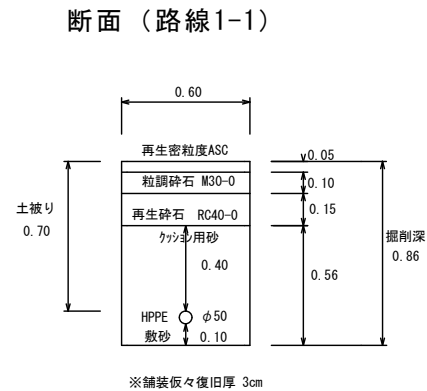 断面（路線1-1）
0.60
再生密粒度ASC
0.05
粒調砕石 M30-0
0.10
再生砕石 RC40-0
0.15
土被り
0.70
クッション用砂
0.40
0.56
掘削深
0.86
HPPE φ50
敷砂 0.10
※舗装仮々復旧厚 3cm